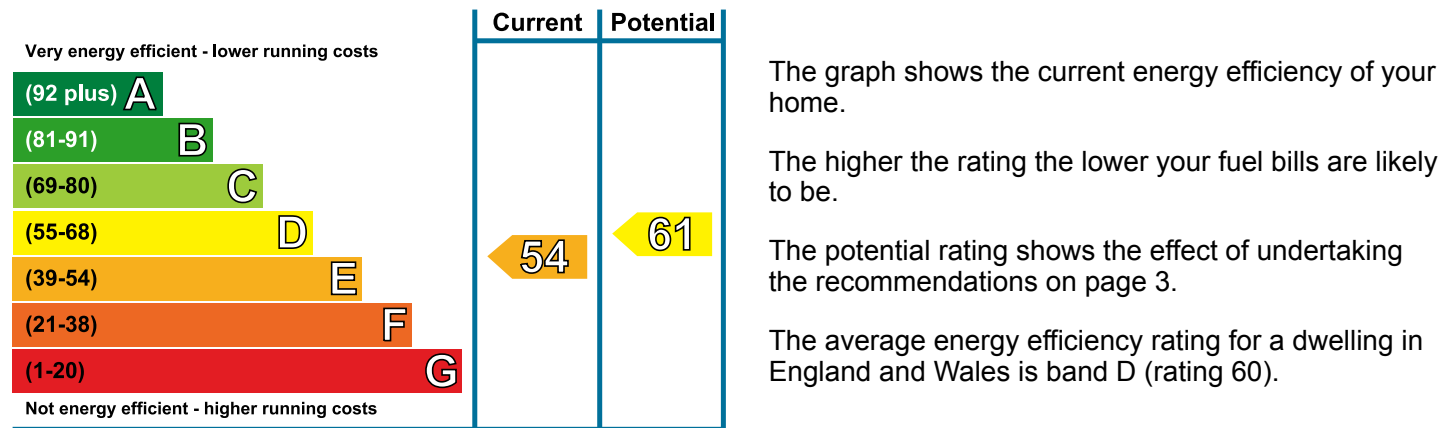 Current Potential
Very energy efficient - lower running costs
(92 plus) A
(81-91) B
(69-80) C
(55-68) D
(39-54) E
(21-38) F
(1-20) G
Not energy efficient - higher running costs
54
61
The graph shows the current energy efficiency of your
home.
The higher the rating the lower your fuel bills are likely
to be.
The potential rating shows the effect of undertaking
the recommendations on page 3.
The average energy efficiency rating for a dwelling in
England and Wales is band D (rating 60).